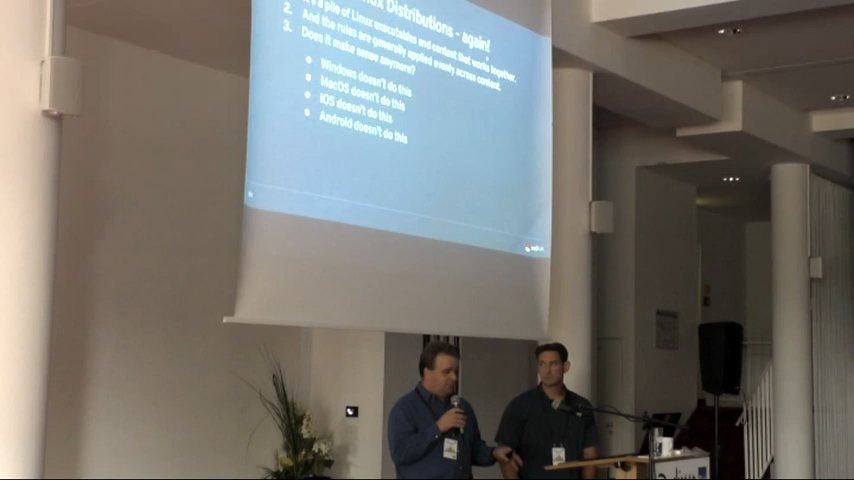 Linux Distributions - again!
a pile of Linux executables and content that works together.
2. And the rules are generally applied evenly across content.
3. Does it make sense anymore?
Windows doesn't do this
MacOS doesn't do this
IOS doesn't do this
Android doesn't do this